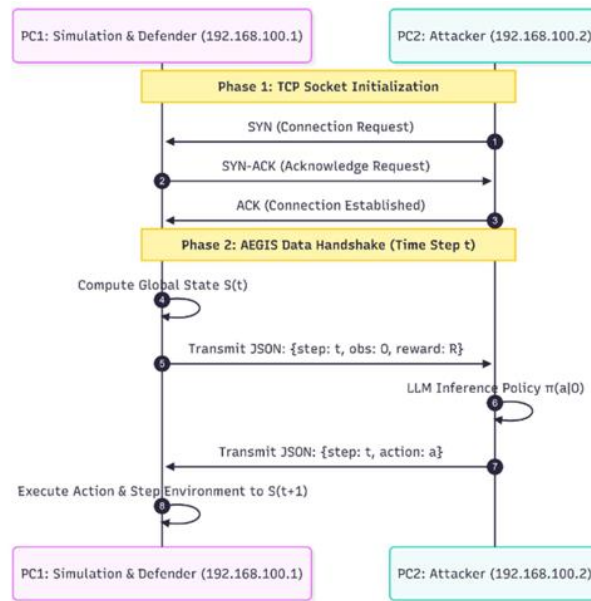 PC1: Simulation & Defender (192.168.100.1)
PC2: Attacker (192.168.100.2)
Phase 1: TCP Socket Initialization
SYN (Connection Request)
1
SYN-ACK (Acknowledge Request)
2
ACK (Connection Established)
3
Phase 2: AEGIS Data Handshake (Time Step t)
Compute Global State S(t)
4
Transmit JSON: {step: t, obs: O, reward: R}
5
LLM Inference Policy π(a|O)
6
Transmit JSON: {step: t, action: a}
7
Execute Action & Step Environment to S(t+1)
8
PC1: Simulation & Defender (192.168.100.1)
PC2: Attacker (192.168.100.2)